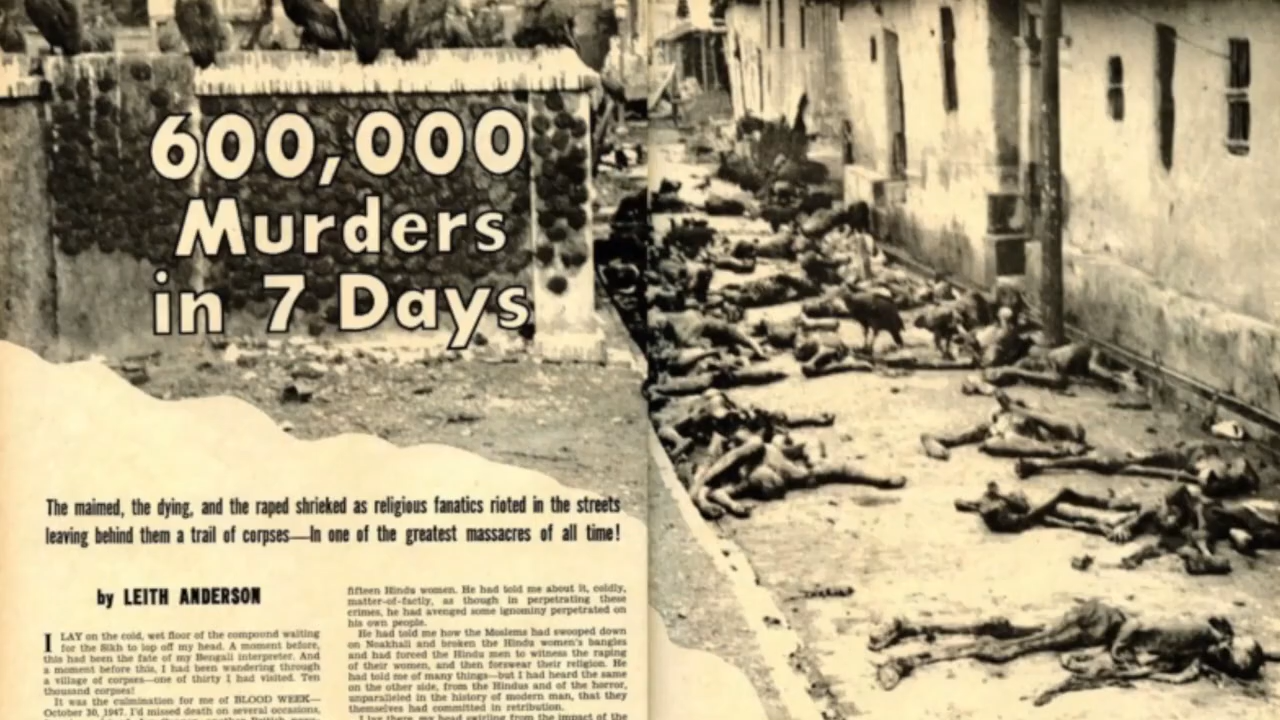 600,000
Murders
in 7 Days
The maimed, the dying, and the raped shrieked as religious fanatics rioted in the streets
leaving behind them a trail of corpses—In one of the greatest massacres of all time!
by LEITH ANDERSON
I LAY on the cold, wet floor of the compound waiting
for the Sikh to lop off my head. A moment before,
this had been the fate of my Bengali interpreter. And
a moment before this, I had been wandering through
a village of corpses—one of thirty I had visited. Ten
thousand corpses!
It was the culmination for me of BLOOD WEEK—
October 30, 1947. I'd missed death on several occasions,
fifteen Hindu women. He had told me about it, coldly,
matter-of-factly, as though in perpetrating these
crimes, he had avenged some ignominy perpetrated on
his own people.
He had told me how the Moslems had swooped down
on Noakhali and broken the Hindu women's bangles
and had forced the Hindu men to witness the raping
of their women, and then forswear their religion. He
had told me of many things—but I had heard the same
on the other side, from the Hindus and of the horror,
unparalleled in the history of modern man, that they
themselves had committed in retribution.
I lay there, my head swirling from the impact of the